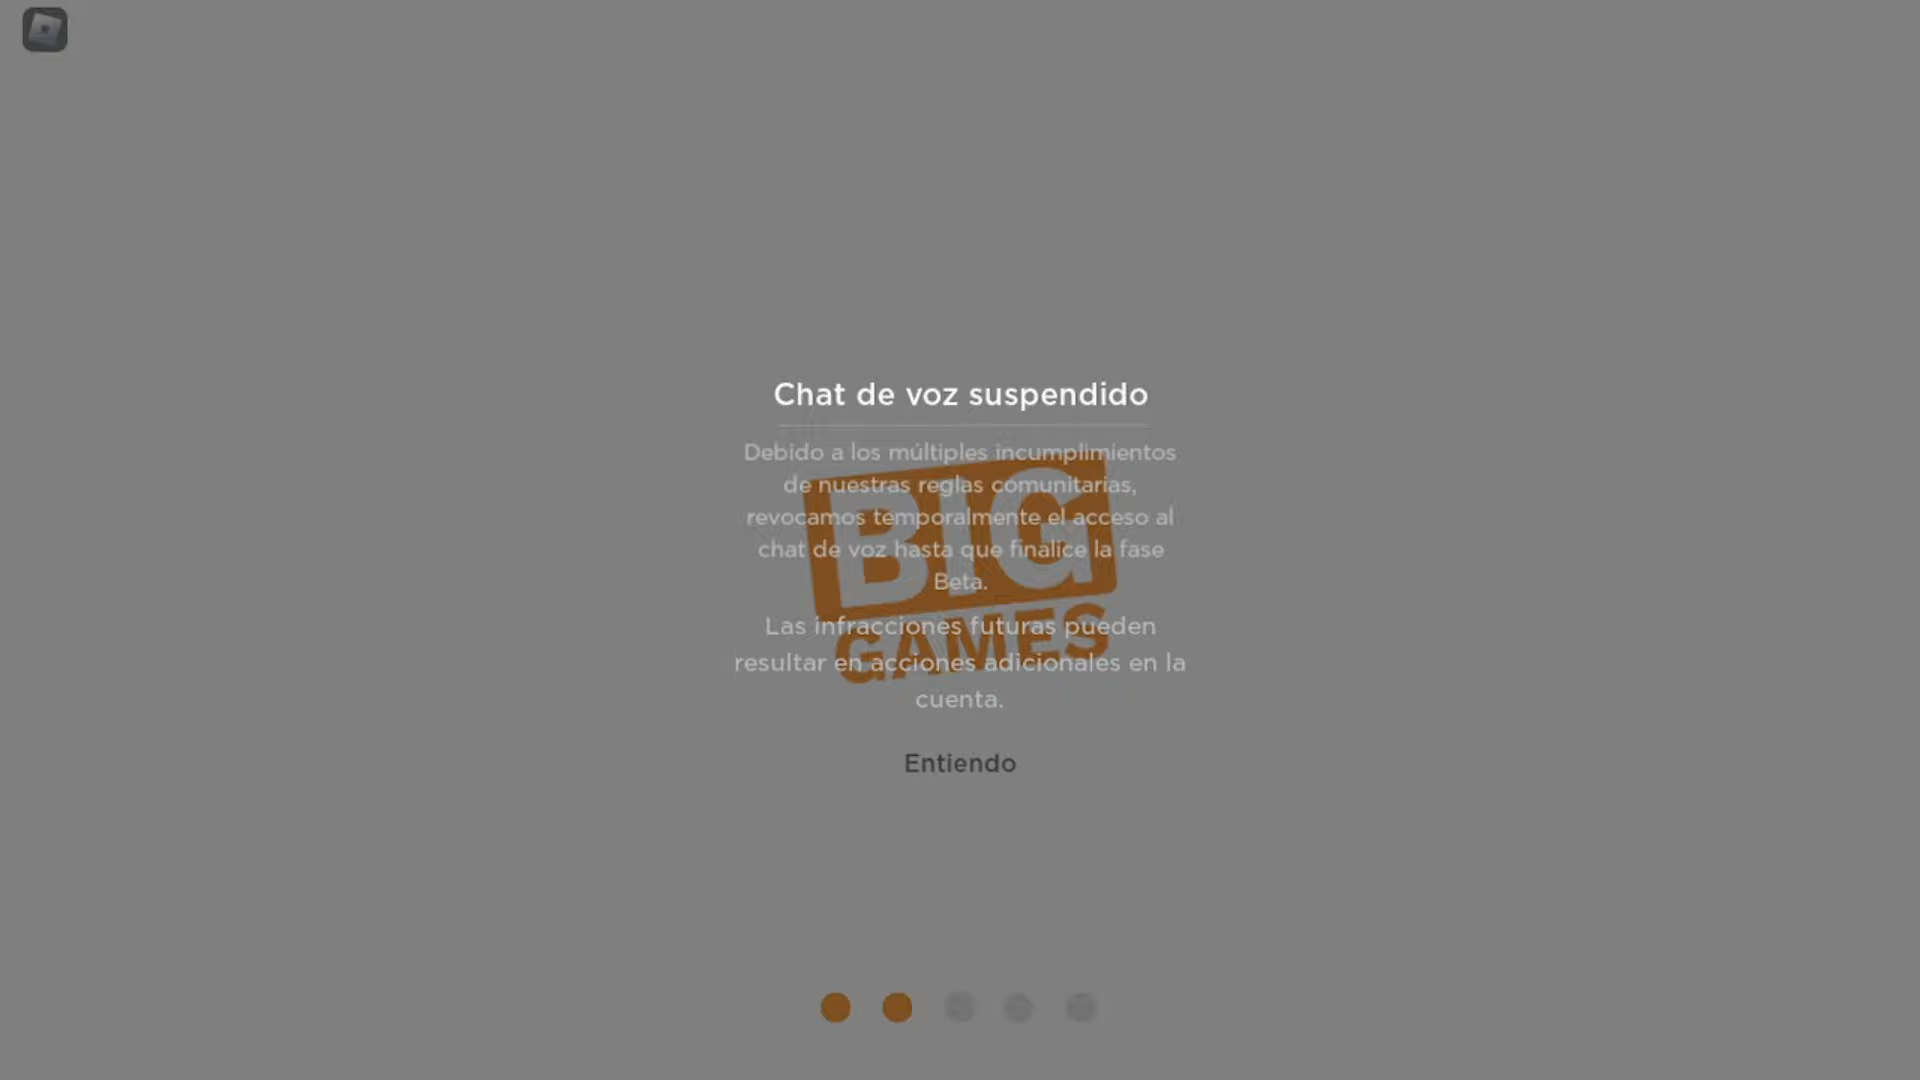 Chat de voz suspendido
Debido a los múltiples incumplimientos
de nuestras reglas comunitarias,
revocamos temporalmente el acceso al
chat de voz hasta que finalice la fase
Beta.
BIG
GAMES
Las infracciones futuras pueden
resultar en acciones adicionales en la
cuenta.
Entiendo